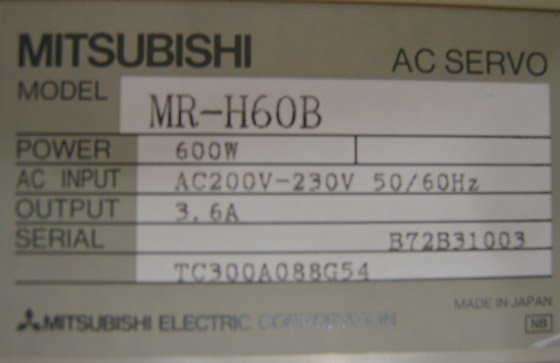 MITSUBISHI AC SERVO
MODEL MR-H60B
POWER 600W
AC INPUT AC200V-230V 50/60Hz
OUTPUT 3.6A
SERIAL B72B31003
TC300A088G54
MADE IN JAPAN
MITSUBISHI ELECTRIC CORPORATION NB